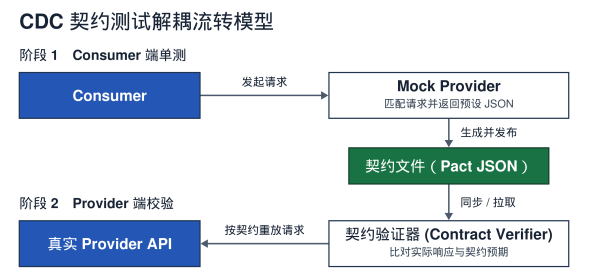 CDC 契约测试解耦流转模型
阶段 1 Consumer 端单测
Consumer
发起请求
Mock Provider
匹配请求并返回预设 JSON
生成并发布
契约文件（Pact JSON）
同步 / 拉取
阶段 2 Provider 端校验
真实 Provider API
按契约重放请求
契约验证器 (Contract Verifier)
比对实际响应与契约预期